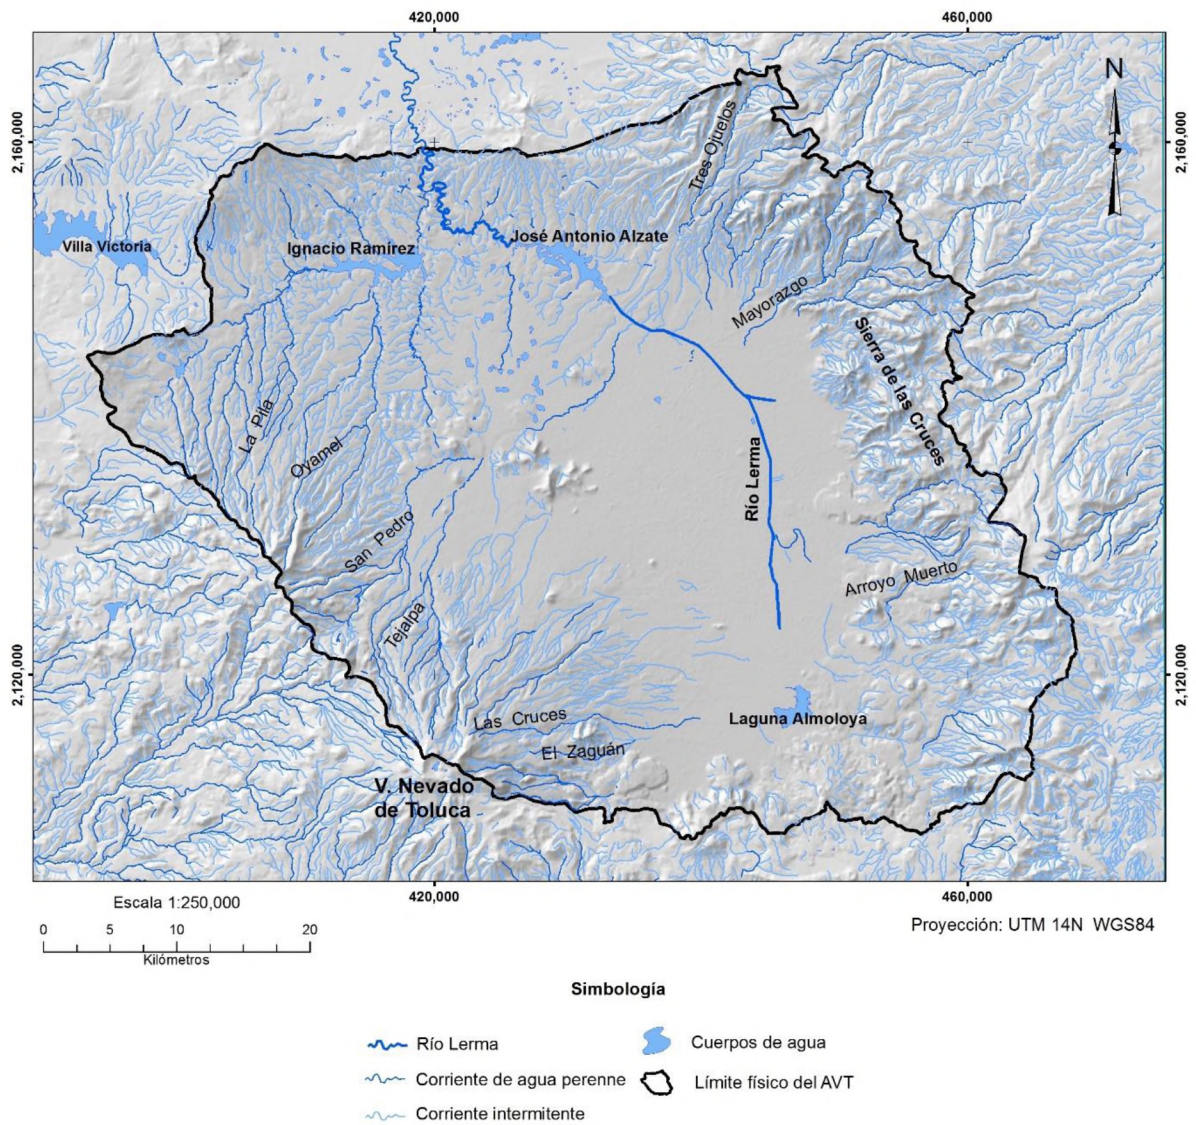 420,000
460,000
N
2,160,000
2,160,000
Tres Ojuelos
Villa Victoria
Ignacio Ramírez
José Antonio Alzate
Mayorazgo
Sierra de las Cruces
La Pila
Oyamel
Río Lerma
San Pedro
Arroyo Muerto
Tejalpa
2,120,000
2,120,000
Las Cruces
Laguna Almoloya
El Zaguán
V. Nevado
de Toluca
420,000
460,000
Escala 1:250,000
0 5 10 20
Kilómetros
Proyección: UTM 14N WGS84
Simbología
Río Lerma
Cuerpos de agua
Corriente de agua perenne
Límite físico del AVT
Corriente intermitente